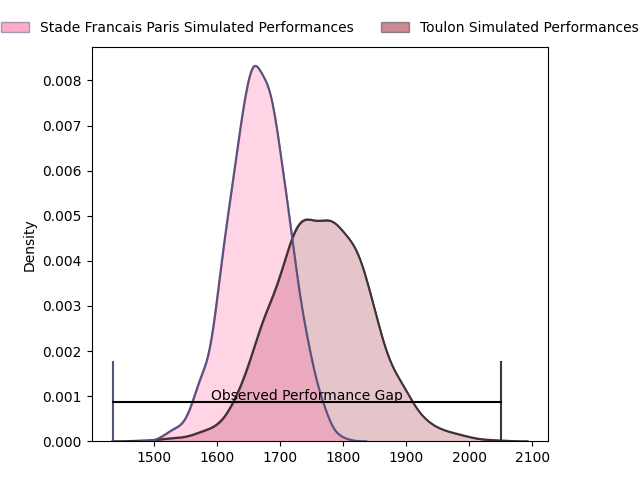 Stade Francais Paris Simulated Performances
Toulon Simulated Performances
Density
0.008
0.007
0.006
0.005
0.004
0.003
0.002
0.001
0.000
Observed Performance Gap
1500 1600 1700 1800 1900 2000 2100